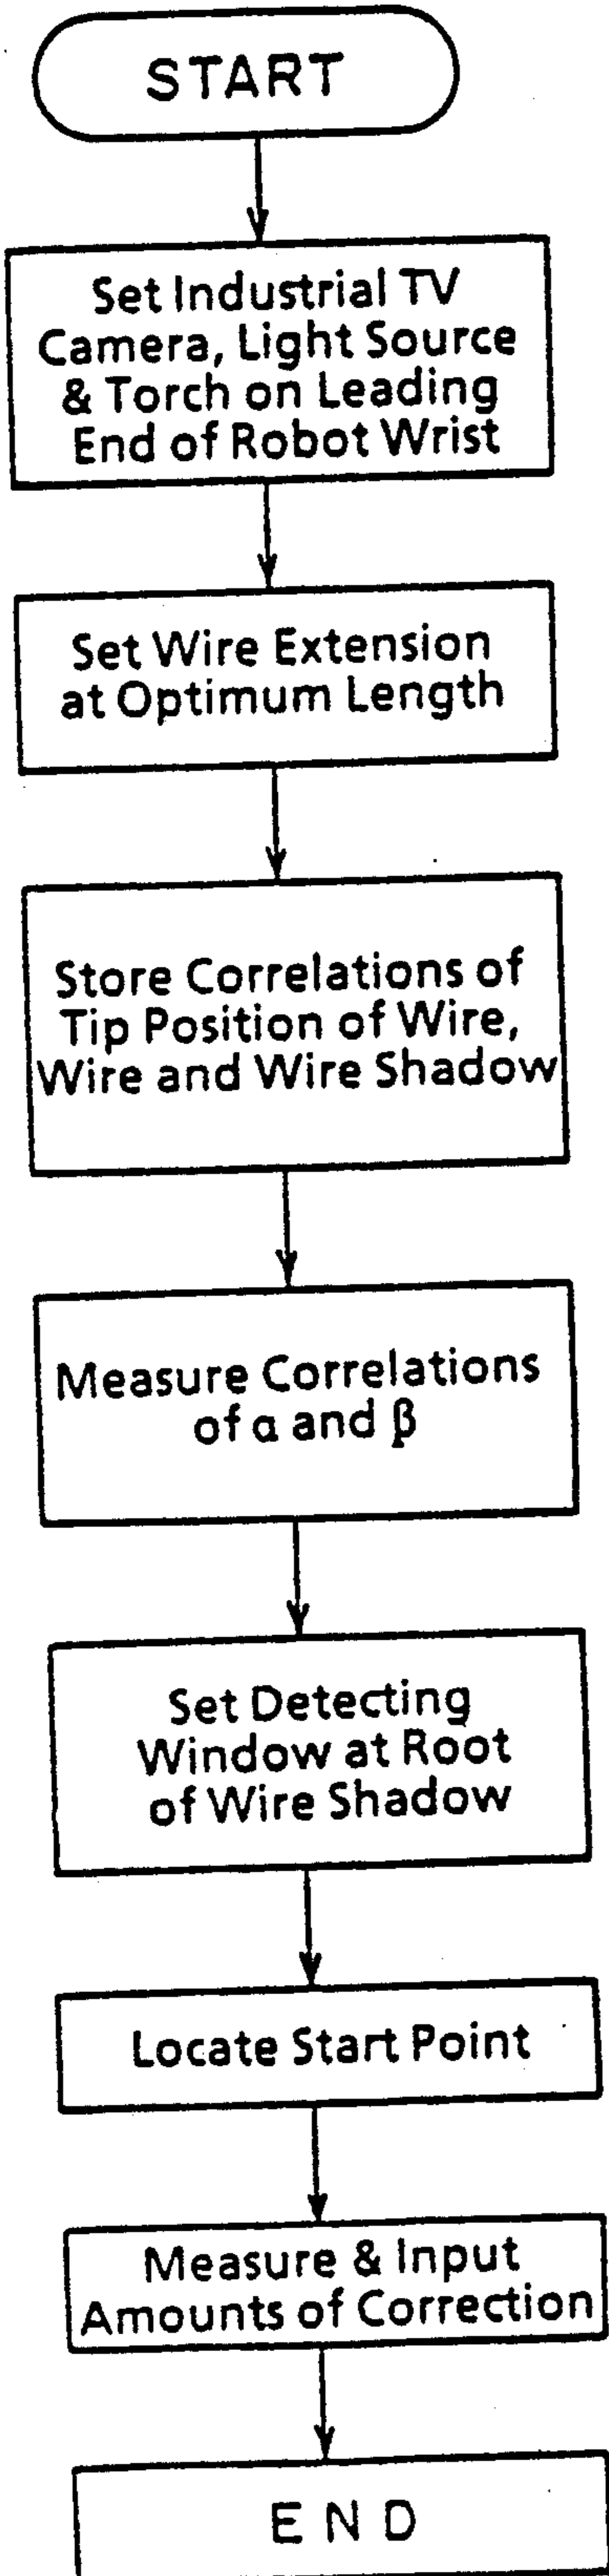 START
Set Industrial TV
Camera, Light Source
& Torch on Leading
End of Robot Wrist
Set Wire Extension
at Optimum Length
Store Correlations of
Tip Position of Wire,
Wire and Wire Shadow
Measure Correlations
of α and β
Set Detecting
Window at Root
of Wire Shadow
Locate Start Point
Measure & Input
Amounts of Correction
END